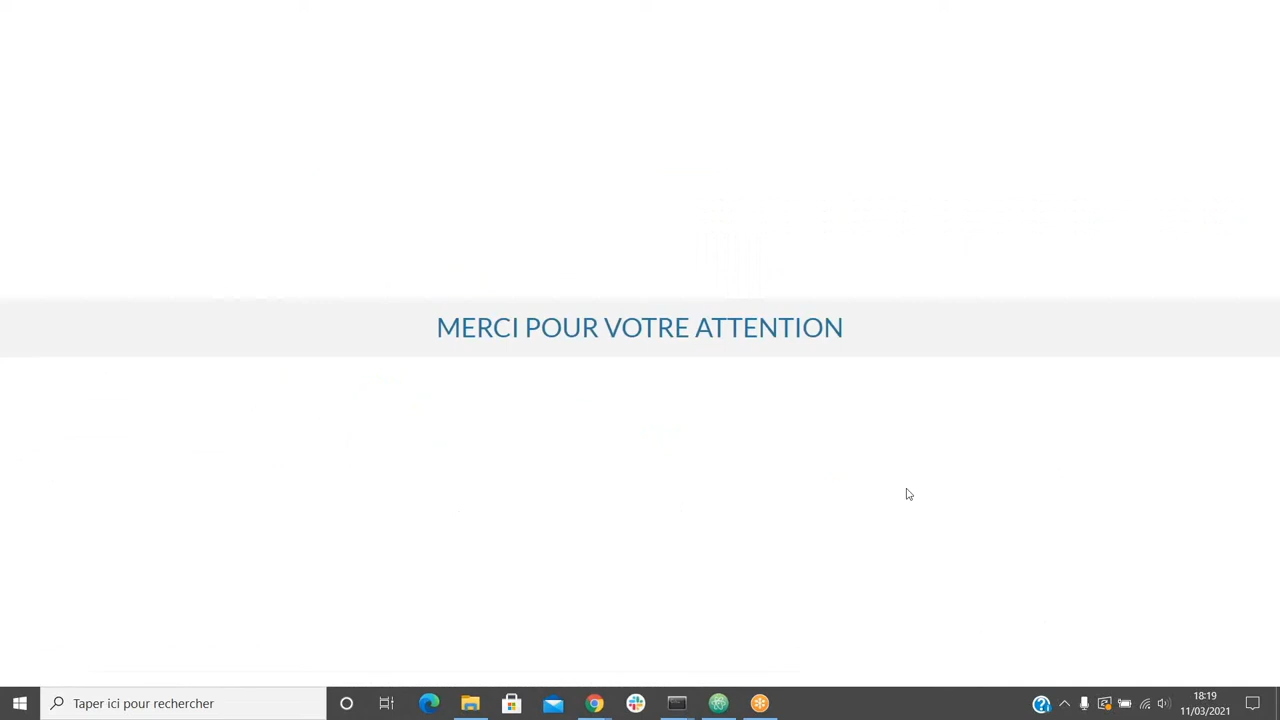 MERCI POUR VOTRE ATTENTION
Taper ici pour rechercher
18:19
11/03/2021